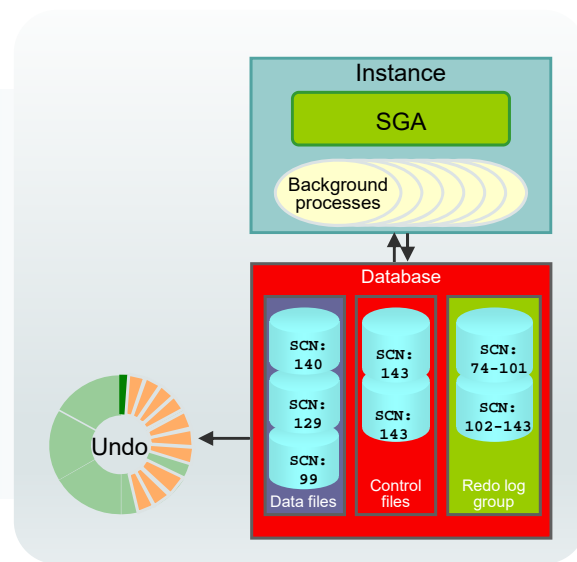 Instance
SGA
Background
processes
Database
SCN:
140
SCN:
129
SCN:
99
Data files
SCN:
143
SCN:
143
Control
files
SCN:
74-101
SCN:
102-143
Redo log
group
Undo